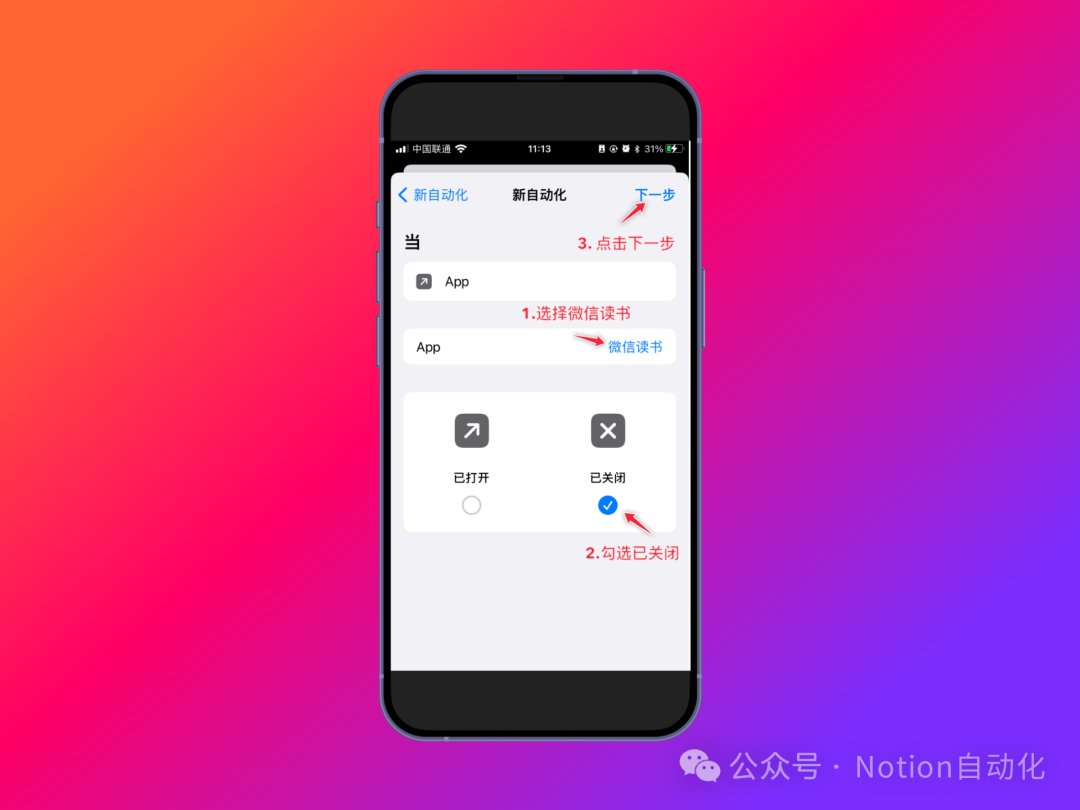 中国联通 11:13 31%
新自动化 新自动化 下一步
当 3. 点击下一步
App
1.选择微信读书
App 微信读书
已打开 已关闭
2.勾选已关闭
公众号 · Notion自动化